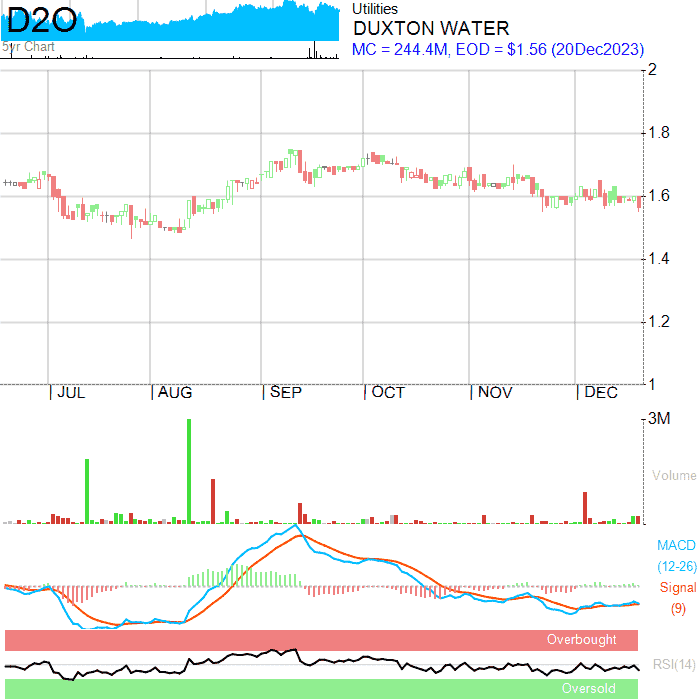 D2O
5yr Chart
Utilities
DUXTON WATER
MC = 244.4M, EOD = $1.56 (20Dec2023)
2
1.8
1.6
1.4
1.2
1
JUL AUG SEP OCT NOV DEC
3M
Volume
MACD
(12-26)
Signal
(9)
Overbought
RSI(14)
Oversold